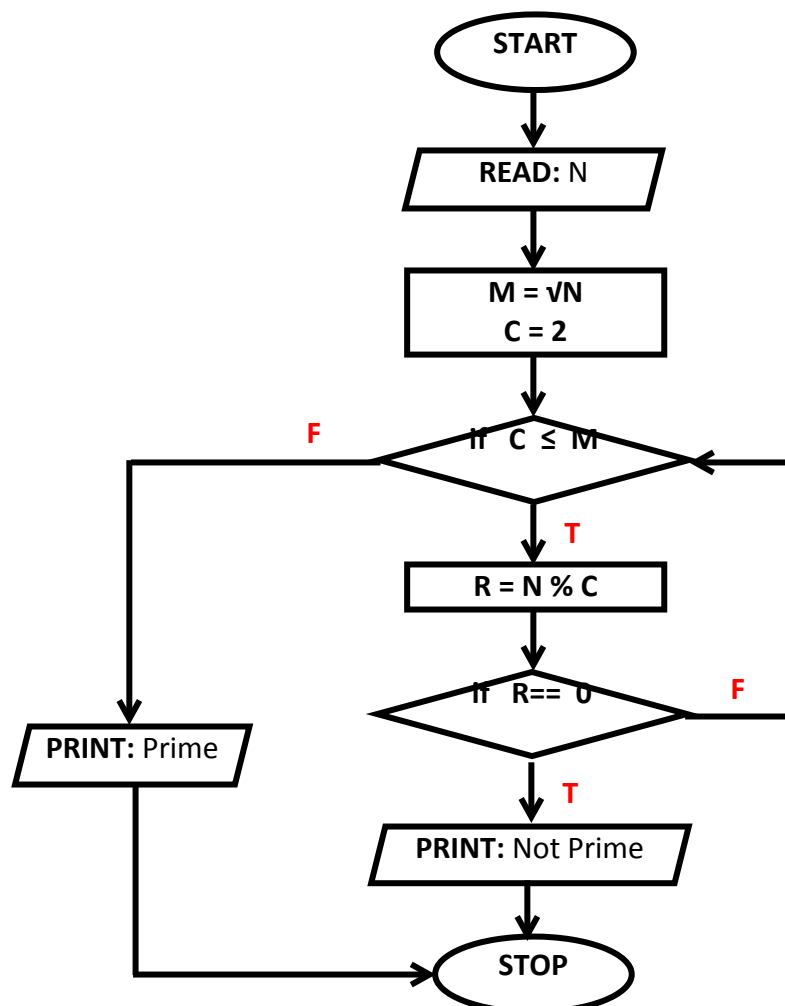 START
READ: N
M = √N
C = 2
F
if C ≤ M
T
R = N % C
if R== 0
F
PRINT: Prime
T
PRINT: Not Prime
STOP